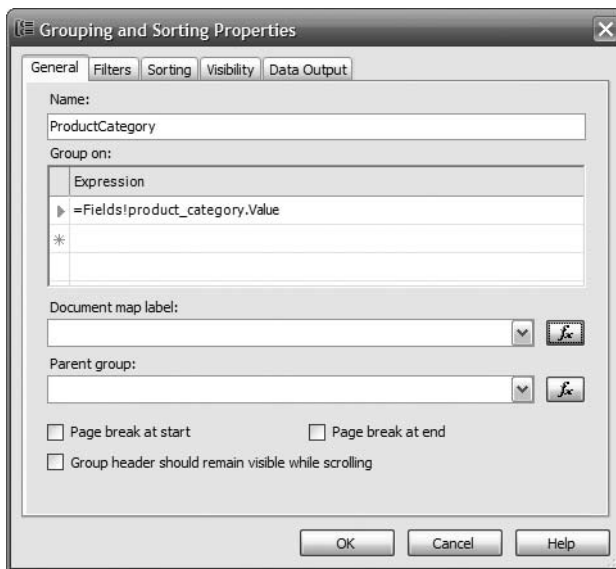 Grouping and Sorting Properties
General Filters Sorting Visibility Data Output
Name:
ProductCategory
Group on:
Expression
=Fields!product_category.Value
Document map label:
fx
Parent group:
fx
Page break at start Page break at end
Group header should remain visible while scrolling
OK Cancel Help